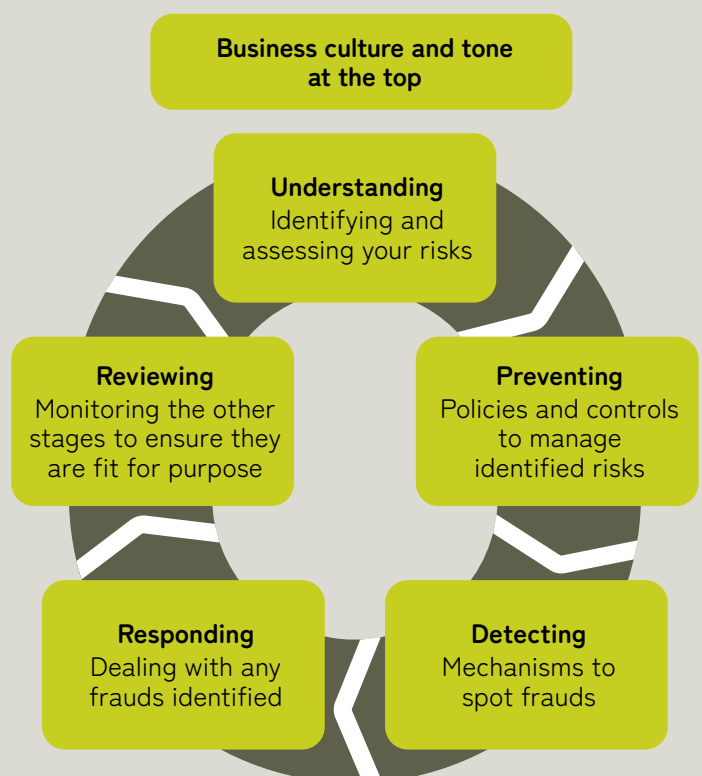 Business culture and tone
at the top
Understanding
Identifying and
assessing your risks
Reviewing
Monitoring the other
stages to ensure they
are fit for purpose
Preventing
Policies and controls
to manage
identified risks
Responding
Dealing with any
frauds identified
Detecting
Mechanisms to
spot frauds